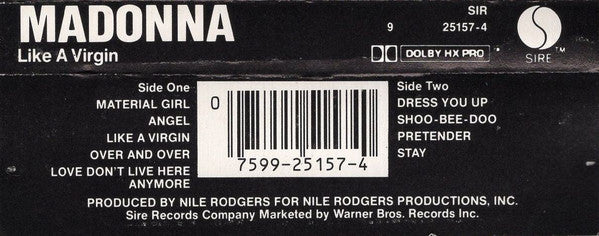 MADONNA
Like A Virgin
SIR
9 25157-4
DOLBY HX PRO
SIRE™
Side One
MATERIAL GIRL
ANGEL
LIKE A VIRGIN
OVER AND OVER
LOVE DON'T LIVE HERE
ANYMORE
0
7599-25157-4
Side Two
DRESS YOU UP
SHOO-BEE-DOO
PRETENDER
STAY
PRODUCED BY NILE RODGERS FOR NILE RODGERS PRODUCTIONS, INC.
Sire Records Company Marketed by Warner Bros. Records Inc.